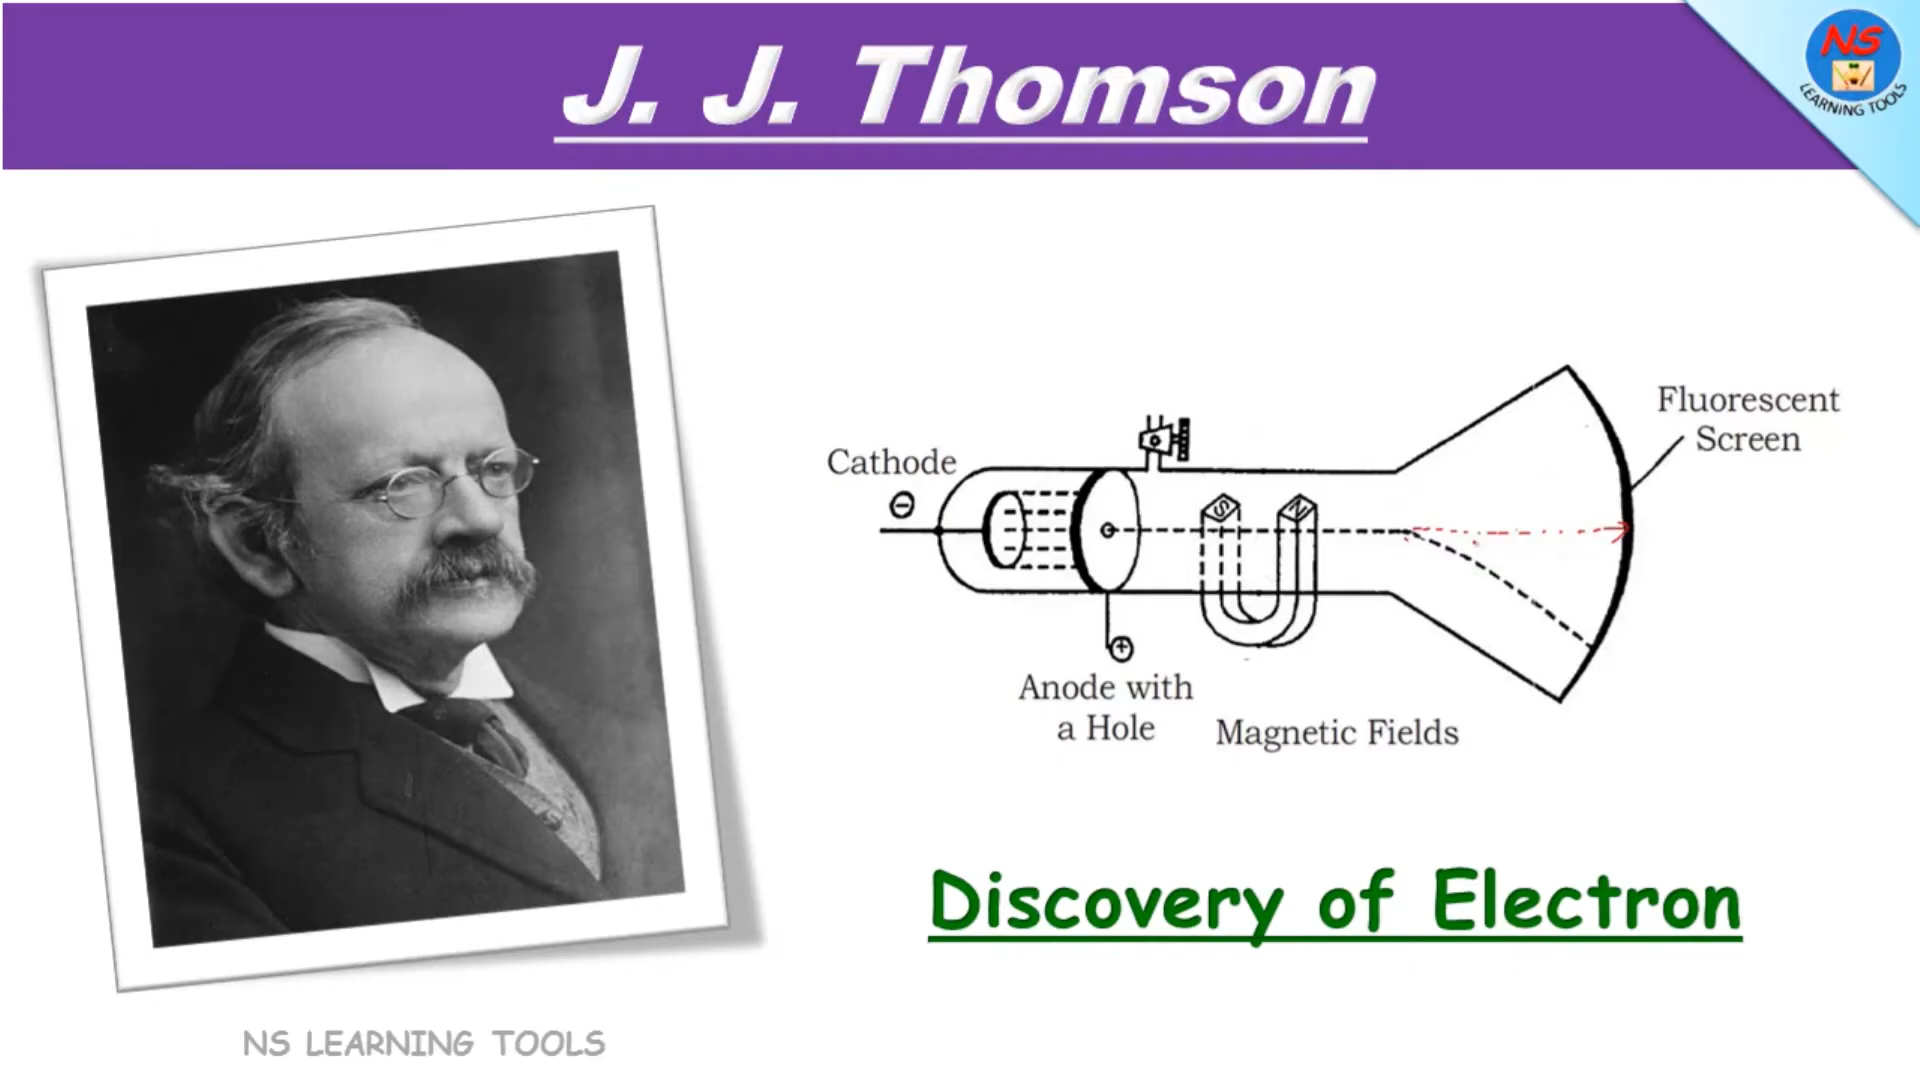 J. J. Thomson
NS
LEARNING TOOLS
Fluorescent
Screen
Cathode
−
S
N
+
Anode with
a Hole
Magnetic Fields
Discovery of Electron
NS LEARNING TOOLS